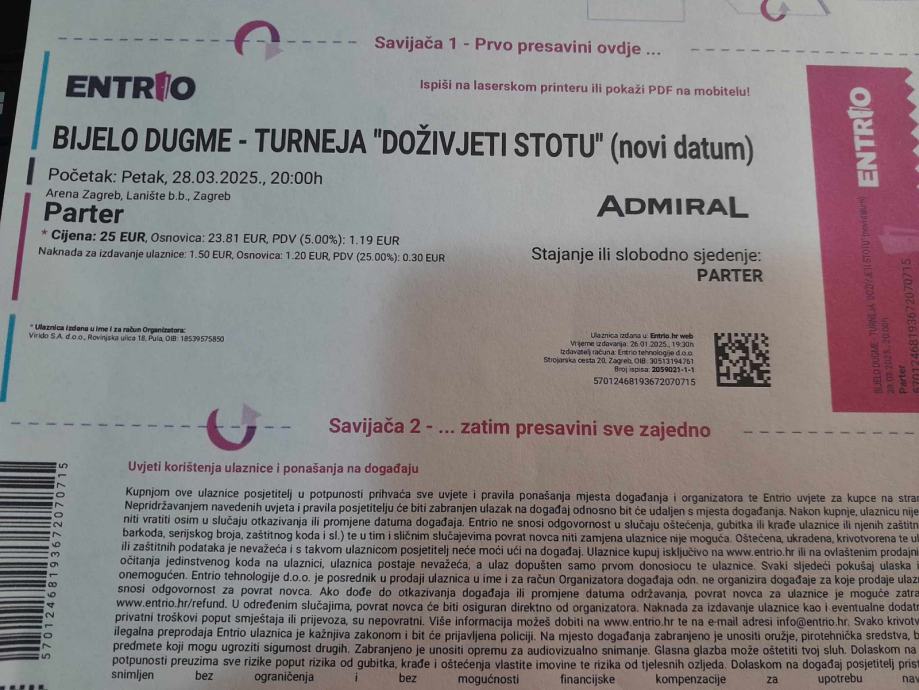 Savijača 1 - Prvo presavini ovdje ...
ENTRIO
Ispiši na laserskom printeru ili pokaži PDF na mobitelu!
BIJELO DUGME - TURNEJA "DOŽIVJETI STOTU" (novi datum)
Početak: Petak, 28.03.2025., 20:00h
Arena Zagreb, Lanište b.b., Zagreb
Parter
* Cijena: 25 EUR, Osnovica: 23.81 EUR, PDV (5.00%): 1.19 EUR
Naknada za izdavanje ulaznice: 1.50 EUR, Osnovica: 1.20 EUR, PDV (25.00%): 0.30 EUR
ADMIRAL
Stajanje ili slobodno sjedenje:
PARTER
* Ulaznica izdana u ime i za račun Organizatora:
Virido S.A. d.o.o., Rovinjska ulica 18, Pula, OIB: 18539575850
Ulaznica izdana u: Entrio.hr web
Vrijeme izdavanja: 26.01.2025., 19:30h
Izdavatelj računa: Entrio tehnologije d.o.o.
Strojarska cesta 20, Zagreb, OIB: 30513194761
Broj ispisa: 2059021-1-1
57012468193672070715
ENTRIO
BIJELO DUGME - TURNEJA "DOŽIVJETI STOTU" (novi datum)
28.03.2025., 20:00h
Parter
57012468193672070715
Savijača 2 - ... zatim presavini sve zajedno
57012468193672070715
Uvjeti korištenja ulaznice i ponašanja na događaju
Kupnjom ove ulaznice posjetitelj u potpunosti prihvaća sve uvjete i pravila ponašanja mjesta događanja i organizatora te Entrio uvjete za kupce na
Nepridržavanjem navedenih uvjeta i pravila posjetitelju će biti zabranjen ulazak na događaj odnosno bit će udaljen s mjesta događanja. Nakon kupnje, ulaznicu nije
niti vratiti osim u slučaju otkazivanja ili promjene datuma događaja. Entrio ne snosi odgovornost u slučaju oštećenja, gubitka ili krađe ulaznice ili njenih
barkoda, serijskog broja, zaštitnog koda i sl.) te u tim i sličnim slučajevima povrat novca niti zamjena ulaznice nije moguća. Oštećena, ukradena, krivotvorena te
ili zaštitnih podataka je nevažeća i s takvom ulaznicom posjetitelj neće moći ući na događaj. Ulaznice kupuj isključivo na www.entrio.hr ili na ovlaštenim
očitanja jedinstvenog koda na ulaznici, ulaznica postaje nevažeća, a ulaz dopušten samo prvom donosiocu te ulaznice. Svaki sljedeći pokušaj ulaska
onemogućen. Entrio tehnologije d.o.o. je posrednik u prodaji ulaznica u ime i za račun Organizatora događaja odn. ne organizira događaje za koje prodaje
snosi odgovornost za povrat novca. Ako dođe do otkazivanja događaja ili promjene datuma održavanja, povrat novca za ulaznice je moguće
www.entrio.hr/refund. U određenim slučajima, povrat novca će biti osiguran direktno od organizatora. Naknada za izdavanje ulaznice kao i eventualne
privatni troškovi poput smještaja ili prijevoza, su nepovratni. Više informacija možeš dobiti na www.entrio.hr te na e-mail adresi info@entrio.hr. Svako
ilegalna preprodaja Entrio ulaznica je kažnjiva zakonom i bit će prijavljena policiji. Na mjesto događanja zabranjeno je unositi oružje, pirotehnička sredstva,
predmete koji mogu ugroziti sigurnost drugih. Zabranjeno je unositi opremu za audiovizualno snimanje. Glasna glazba može oštetiti tvoj sluh. Dolaskom na
potpunosti preuzima sve rizike poput rizika od gubitka, krađe i oštećenja vlastite imovine te rizika od tjelesnih ozljeda. Dolaskom na događaj posjetitelj
snimljen bez ograničenja i bez mogućnosti financijske kompenzacije za upotrebu